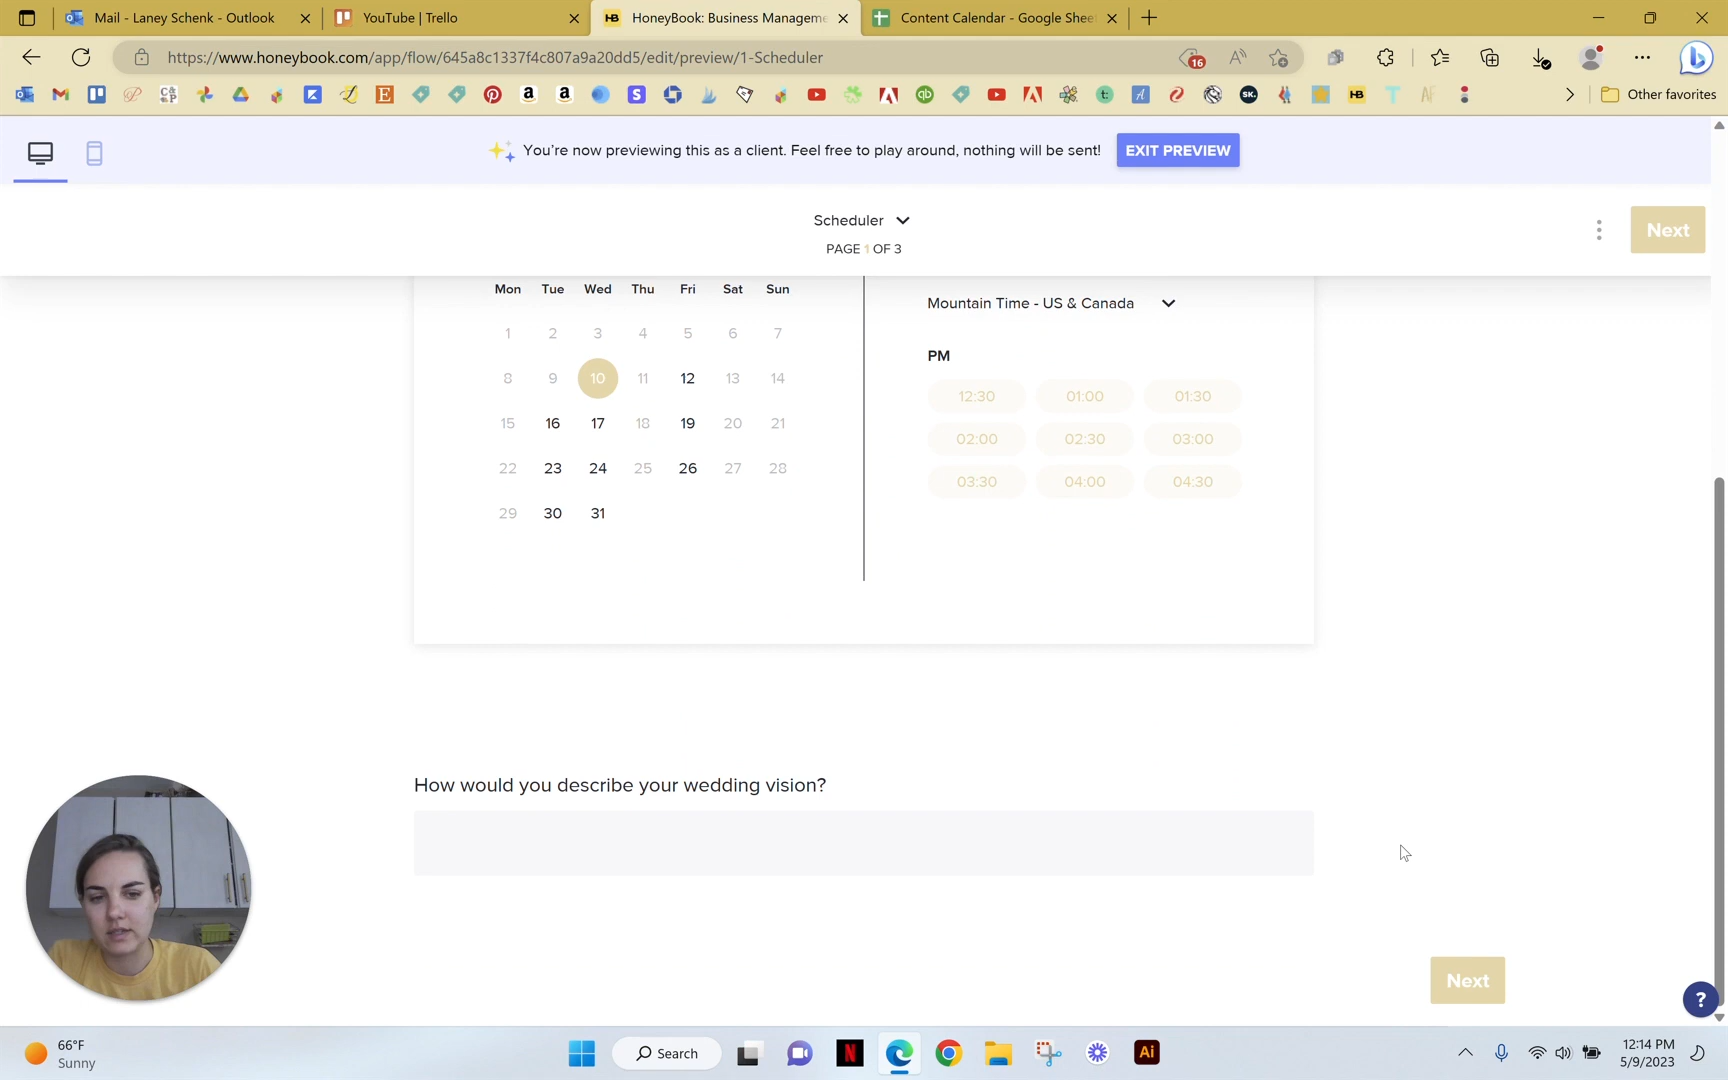 Mail - Laney Schenk - Outlook
YouTube | Trello
HoneyBook: Business Manageme
Content Calendar - Google Shee
https://www.honeybook.com/app/flow/645a8c1337f4c807a9a20dd5/edit/preview/1-Scheduler
16
Other favorites
You're now previewing this as a client. Feel free to play around, nothing will be sent!
EXIT PREVIEW
Scheduler
PAGE 1 OF 3
Next
Mon Tue Wed Thu Fri Sat Sun
1 2 3 4 5 6 7
8 9 10 11 12 13 14
15 16 17 18 19 20 21
22 23 24 25 26 27 28
29 30 31
Mountain Time - US & Canada
PM
12:30 01:00 01:30
02:00 02:30 03:00
03:30 04:00 04:30
How would you describe your wedding vision?
Next
?
66°F
Sunny
Search
N
Ai
12:14 PM
5/9/2023